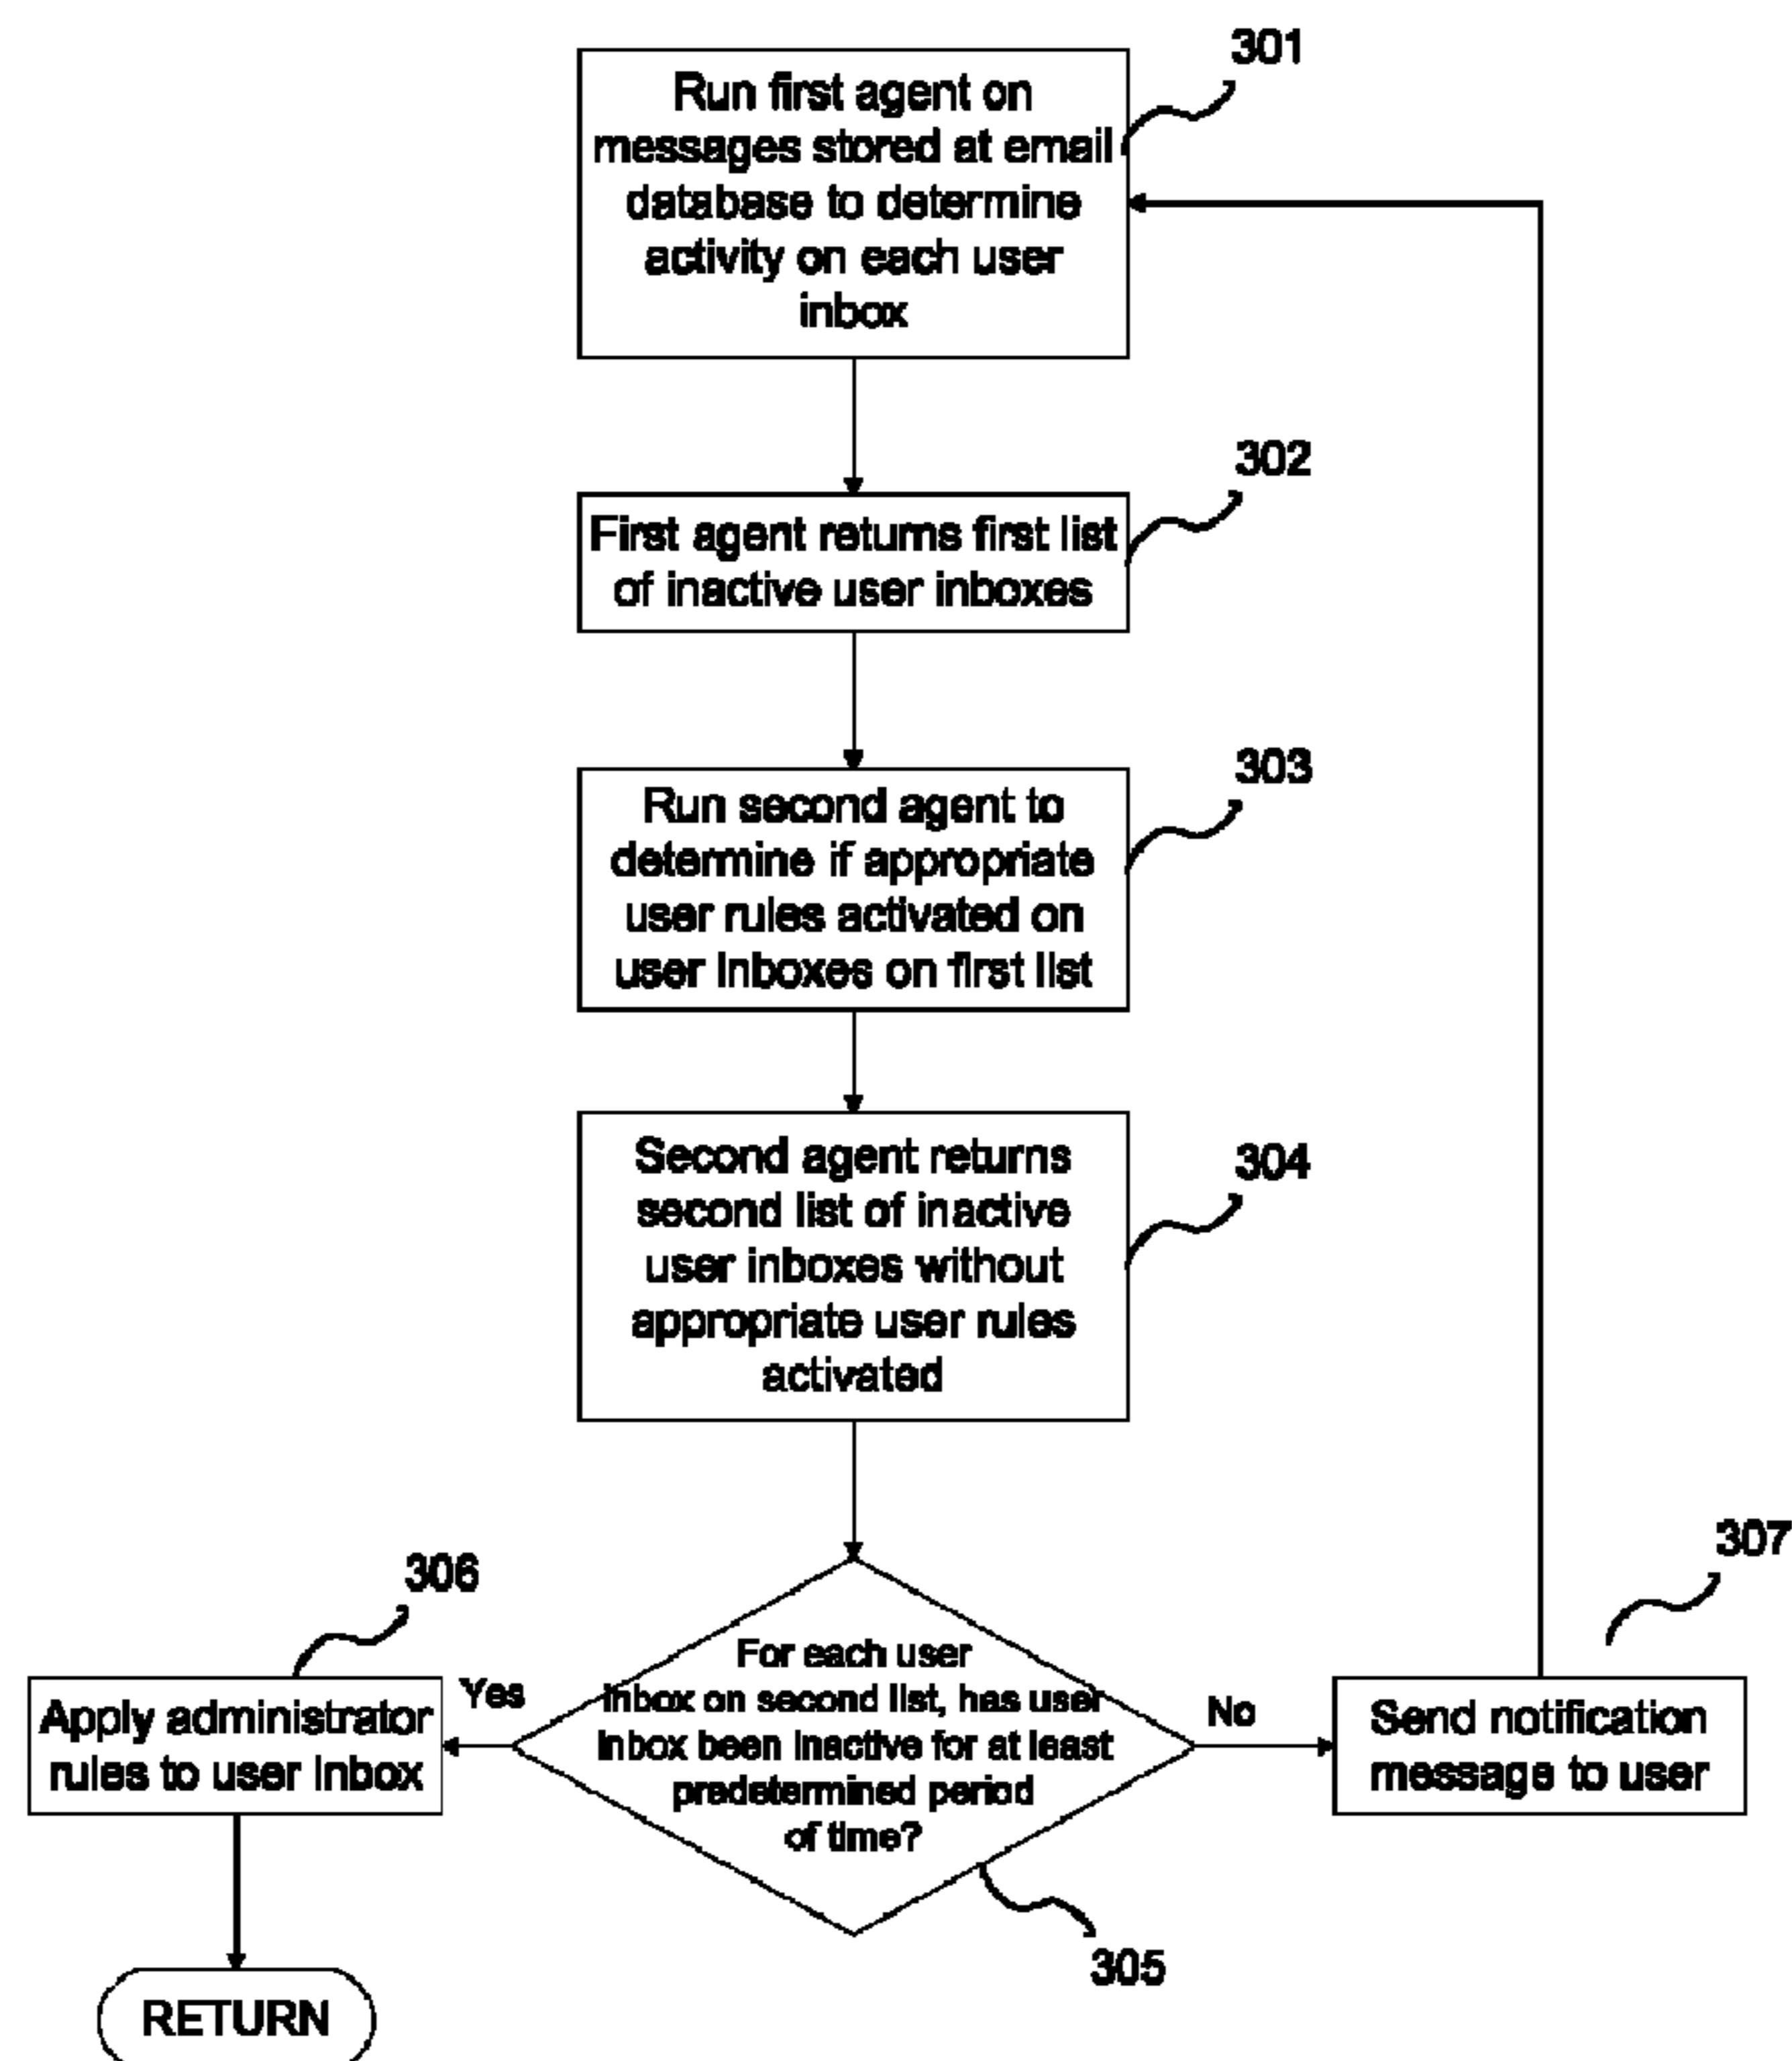 301
Run first agent on
messages stored at email
database to determine
activity on each user
inbox
302
First agent returns first list
of inactive user inboxes
303
Run second agent to
determine if appropriate
user rules activated on
user inboxes on first list
304
Second agent returns
second list of inactive
user inboxes without
appropriate user rules
activated
305
For each user
inbox on second list, has user
inbox been inactive for at least
predetermined period
of time?
Yes
306
Apply administrator
rules to user inbox
RETURN
No
307
Send notification
message to user